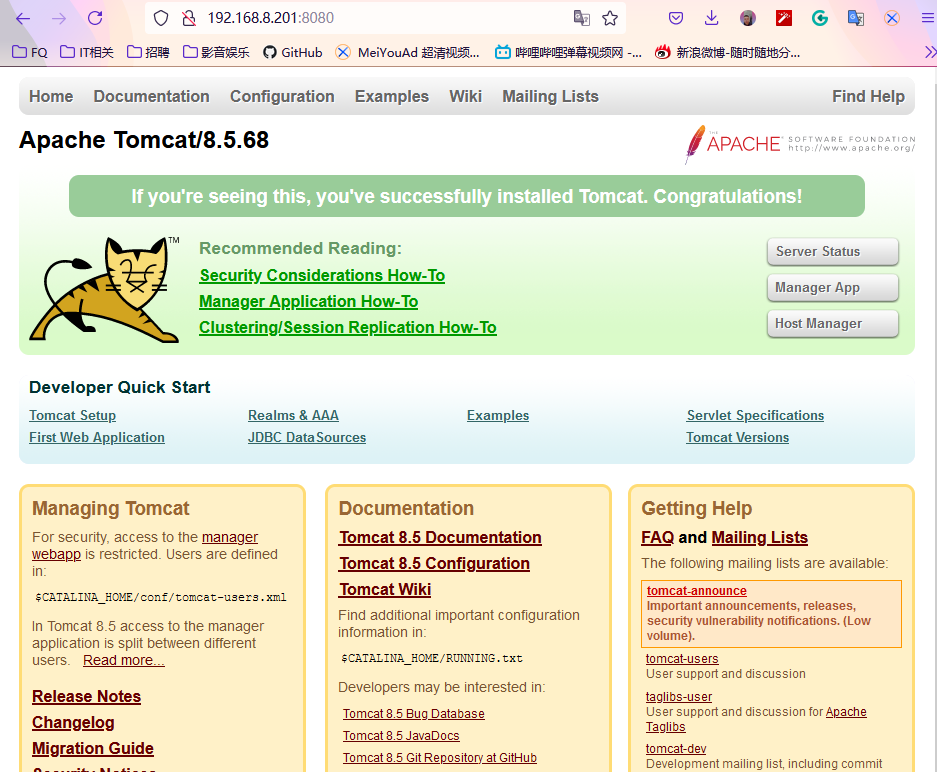 192.168.8.201:8080
FQ IT相关 招聘 影音娱乐 GitHub MeiYouAd 超清视频... 哔哩哔哩弹幕视频网 -... 新浪微博-随时随地分...
Home Documentation Configuration Examples Wiki Mailing Lists Find Help
Apache Tomcat/8.5.68
THE APACHE SOFTWARE FOUNDATION
http://www.apache.org/
If you're seeing this, you've successfully installed Tomcat. Congratulations!
TM
Recommended Reading:
Security Considerations How-To
Manager Application How-To
Clustering/Session Replication How-To
Server Status
Manager App
Host Manager
Developer Quick Start
Tomcat Setup
First Web Application
Realms & AAA
JDBC DataSources
Examples
Servlet Specifications
Tomcat Versions
Managing Tomcat
For security, access to the manager
webapp is restricted. Users are defined
in:
$CATALINA_HOME/conf/tomcat-users.xml
In Tomcat 8.5 access to the manager
application is split between different
users. Read more...
Release Notes
Changelog
Migration Guide
Security Notices
Documentation
Tomcat 8.5 Documentation
Tomcat 8.5 Configuration
Tomcat Wiki
Find additional important configuration
information in:
$CATALINA_HOME/RUNNING.txt
Developers may be interested in:
Tomcat 8.5 Bug Database
Tomcat 8.5 JavaDocs
Tomcat 8.5 Git Repository at GitHub
Getting Help
FAQ and Mailing Lists
The following mailing lists are available:
tomcat-announce
Important announcements, releases,
security vulnerability notifications. (Low
volume).
tomcat-users
User support and discussion
taglibs-user
User support and discussion for Apache
Taglibs
tomcat-dev
Development mailing list, including commit